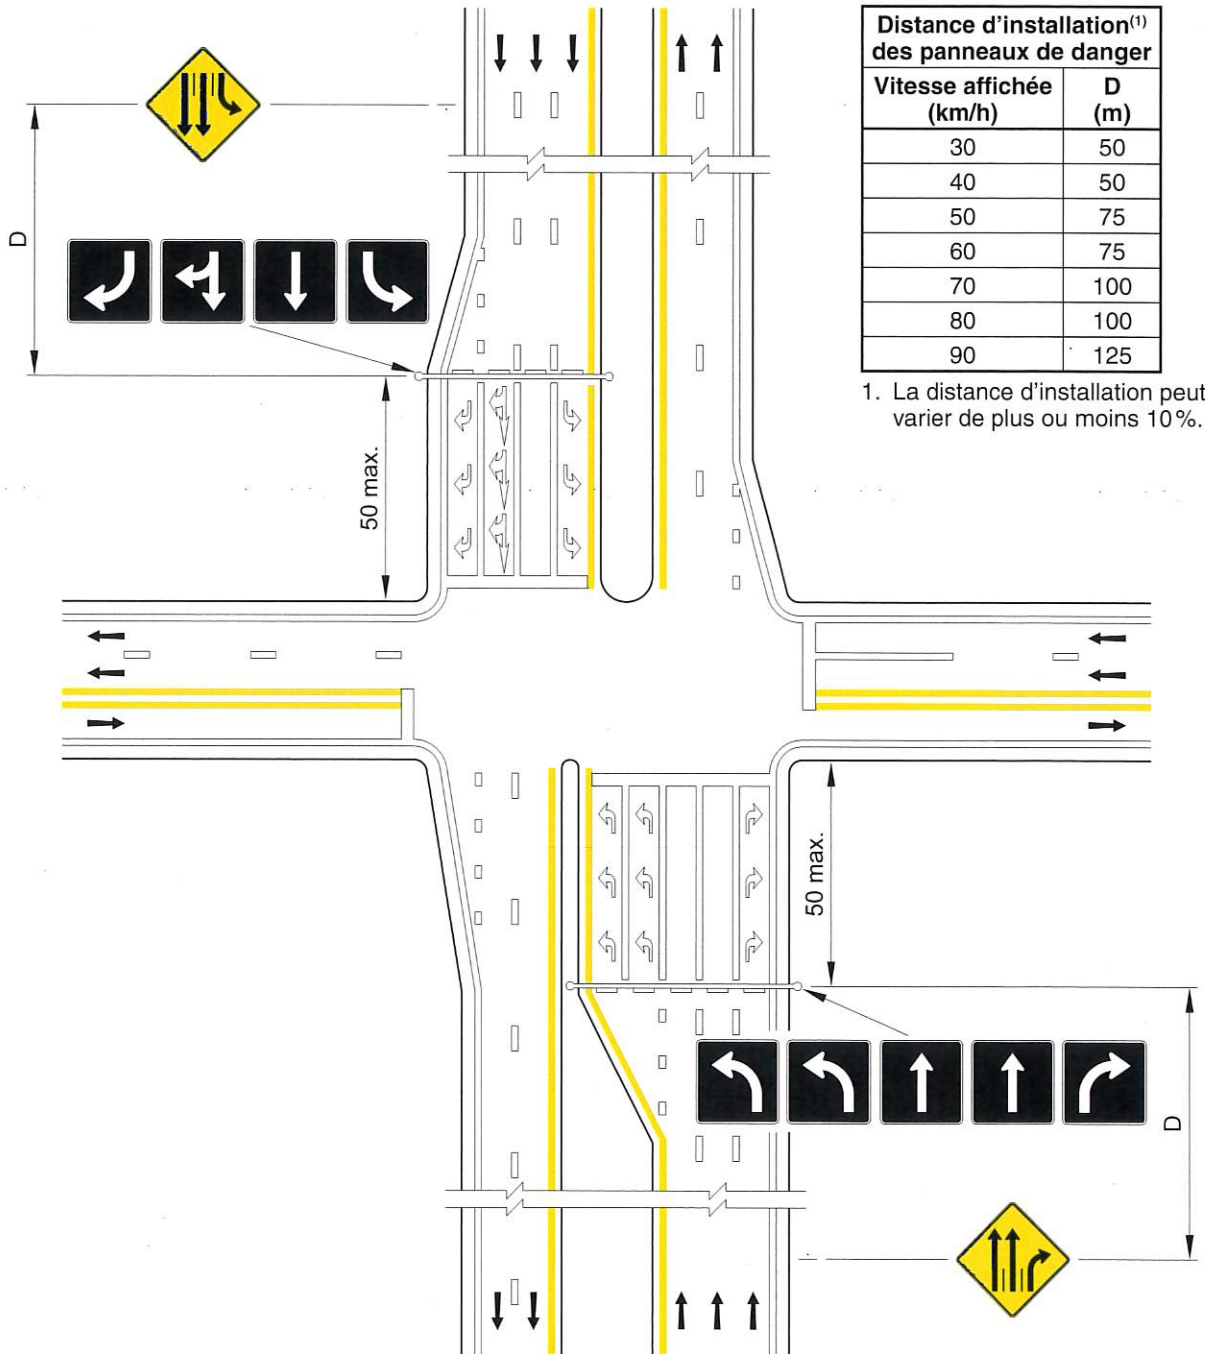 Distance d'installation(1)
des panneaux de danger
Vitesse affichée
(km/h)
D
(m)
30 50
40 50
50 75
60 75
70 100
80 100
90 125
1. La distance d'installation peut
varier de plus ou moins 10 %.
D
50 max.
50 max.
D